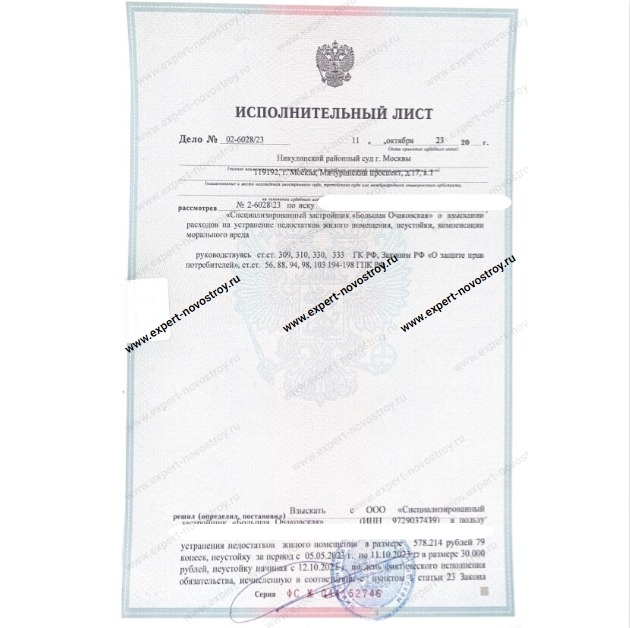 ИСПОЛНИТЕЛЬНЫЙ ЛИСТ
Дело № 02-6028/23 11 „ октября 23 20 г.
(дата принятия судебного акта)
Никулинский районный суд г. Москвы
119192, г. Москвы, Мичуринский проспект, д.17, к.1
рассмотрев № 2-6028\23 по иску
«Специализированный застройщик «Большая Очаковская» о взыскании
расходов на устранение недостатков жилого помещения, неустойки, компенсации
морального вреда
руководствуясь ст.ст. 309, 310, 330, 333 ГК РФ, Законом РФ «О защите прав
потребителей», ст.ст. 56, 88, 94, 98, 103 194-198 ГПК РФ
www.expert-novostroy.ru
www.expert-novostroy.ru
www.expert-novostroy.ru
решил (определил, постановил) Взыскать с ООО «Специализированный
застройщик «Большая Очаковская» (ИНН 9729037439) в пользу
устранения недостатков жилого помещения в размере 578.214 рублей 79
копеек, неустойку за период с 05.05.2023 г. по 11.10.2023 г. в размере 30.000
рублей, неустойку начиная с 12.10.202 г. по день фактического исполнения
обязательства, исчисленную в соответствии с пунктом статьи 23 Закона
Серия ФС №